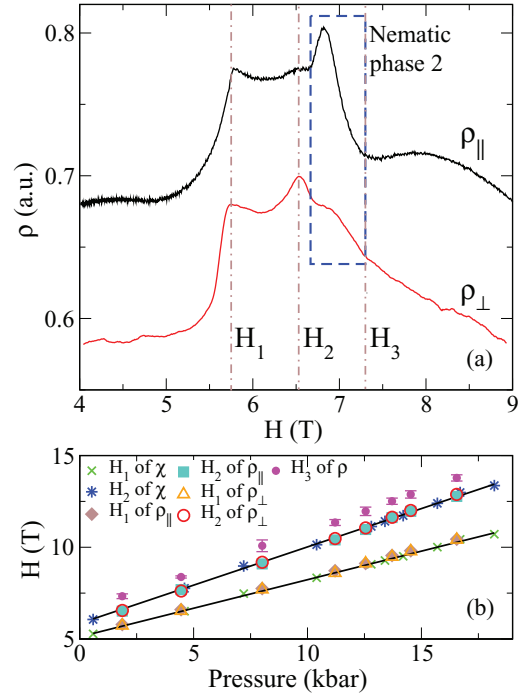 0.8
0.7
0.6
ρ (a.u.)
Nematic
phase 2
ρ∥
ρ⊥
H1
H2
H3
(a)
4 5 6 7 8 9
H (T)
15
10
5
H (T)
H1 of χ H2 of ρ∥ H3 of ρ
H2 of χ H1 of ρ⊥
H1 of ρ∥ H2 of ρ⊥
(b)
0 5 10 15
Pressure (kbar)